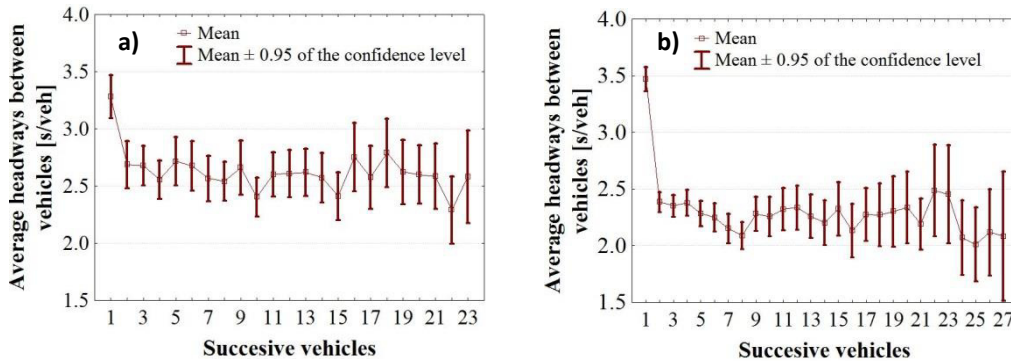 a)
Mean
Mean ± 0.95 of the confidence level
Average headways between
vehicles [s/veh]
4.0
3.5
3.0
2.5
2.0
1.5
1 3 5 7 9 11 13 15 17 19 21 23
Succesive vehicles
b)
Mean
Mean ± 0.95 of the confidence level
Average headways between
vehicles [s/veh]
4.0
3.5
3.0
2.5
2.0
1.5
1 3 5 7 9 11 13 15 17 19 21 23 25 27
Succesive vehicles